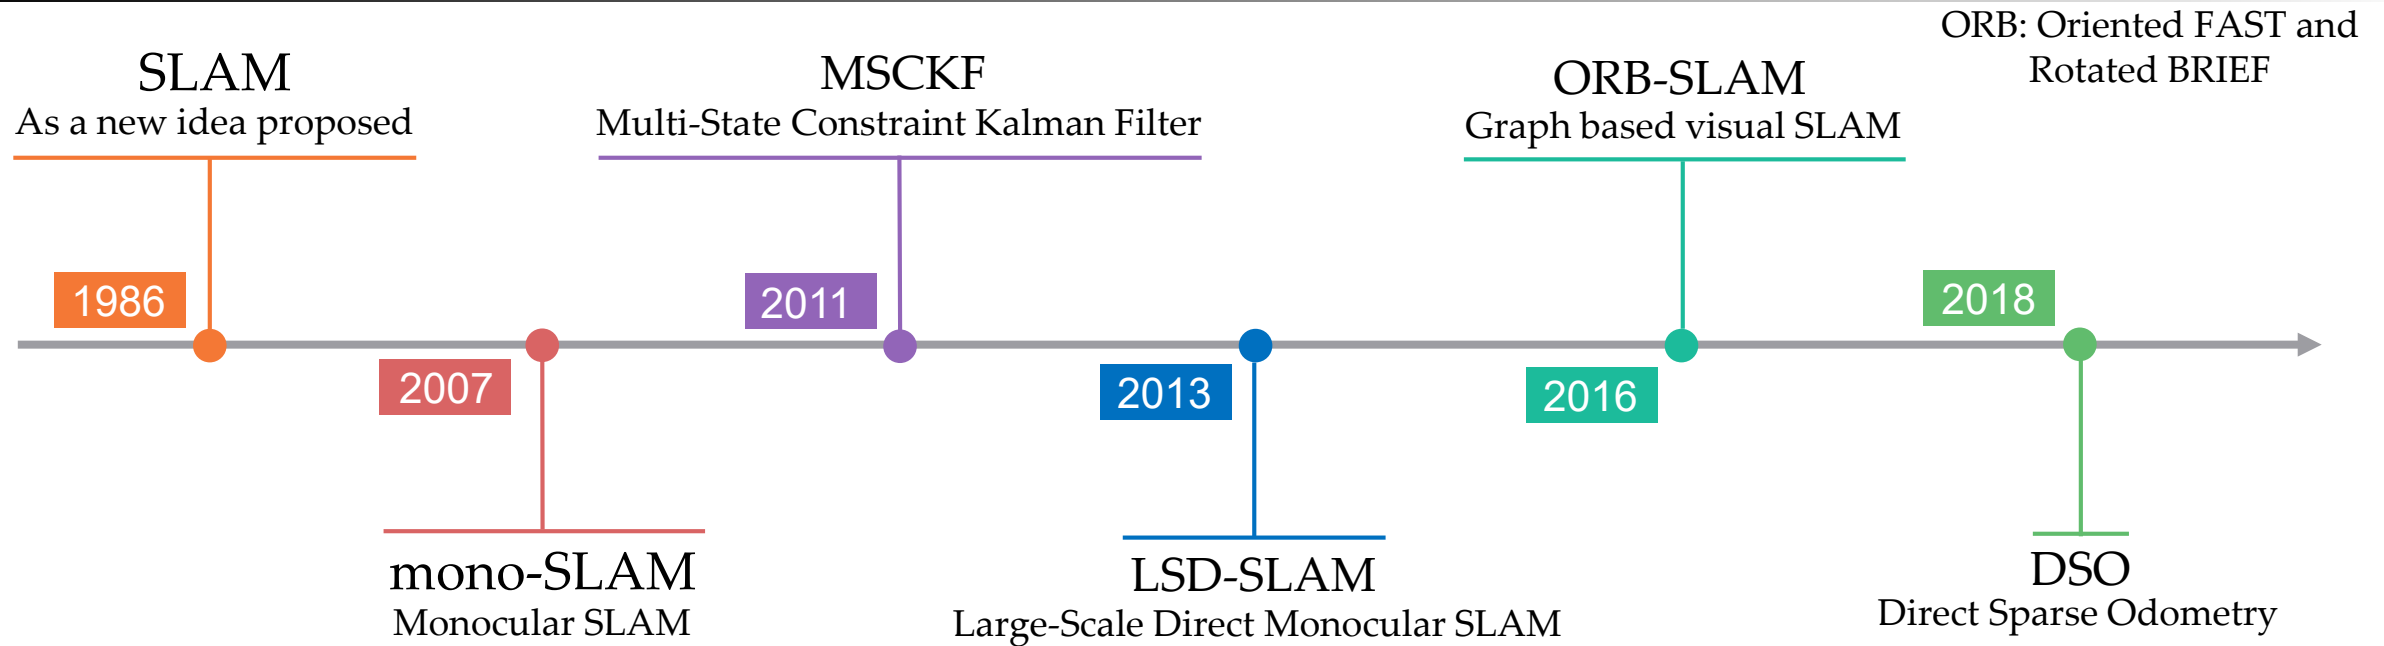 SLAM
As a new idea proposed
1986
2007
mono-SLAM
Monocular SLAM
MSCKF
Multi-State Constraint Kalman Filter
2011
2013
LSD-SLAM
Large-Scale Direct Monocular SLAM
ORB-SLAM
Graph based visual SLAM
2016
ORB: Oriented FAST and
Rotated BRIEF
2018
DSO
Direct Sparse Odometry